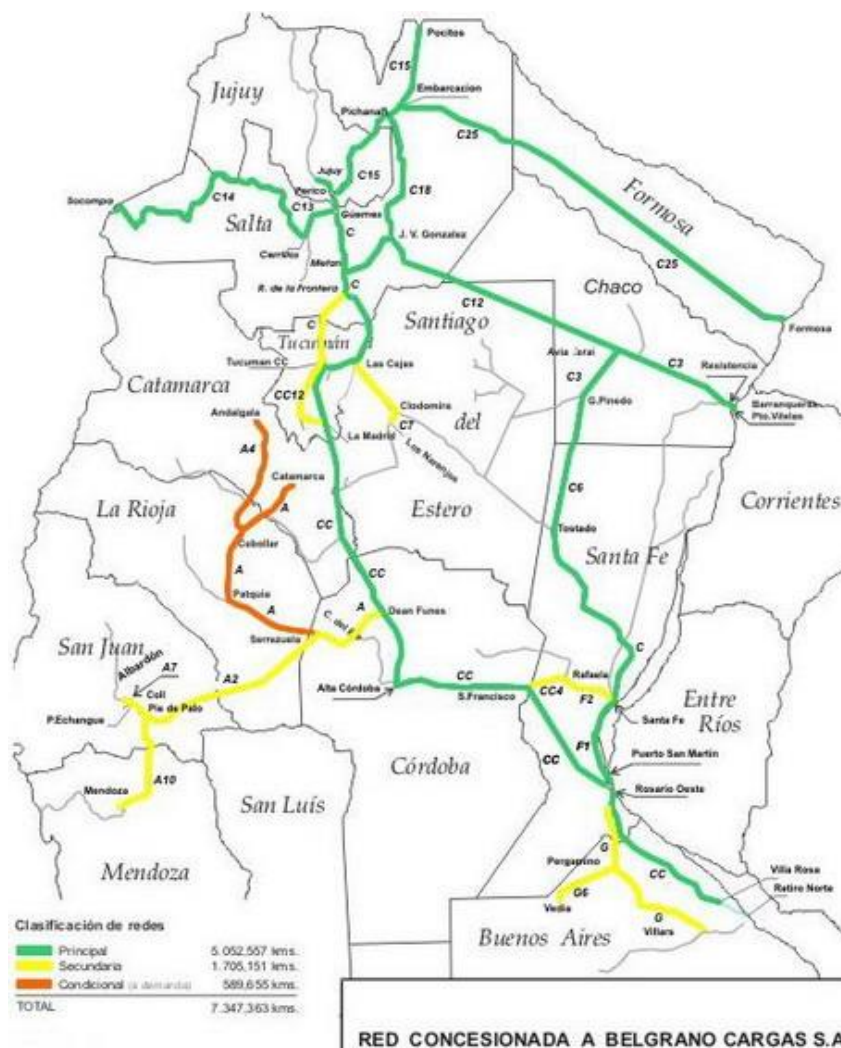 Pocitos
C15
Embarcacion
Jujuy
Pichanal
C25
Jujuy
C15
C18
Formosa
Socompa
C14
Perico
C13
Salta
Güemes
C
J. V. Gonzalez
Cerrillos
Metan
C25
R. de la Frontera
C
Chaco
C12
Santiago
Formosa
C
Tucumán
Avia Terai
C3
Resistencia
Tucuman CC
Las Cejas
C3
Catamarca
G.Pinedo
Barranqueras
Pto. Vilelas
CC12
Clodomira
Andalgala
C7
del
La Madrid
Los Naranjos
A4
Catamarca
C6
Corrientes
La Rioja
A
Estero
CC
Tostado
Santa Fe
Cebollar
A
CC
Patquia
A
A
Dean Funes
C. del
Serrezuela
San Juan
C
Albardón
A7
A2
CC
Rafaela
Alta Córdoba
S.Francisco
CC4
F2
Entre
Ríos
Coll
Pie de Palo
P.Echangue
Santa Fe
F1
Córdoba
CC
Puerto San Martin
A10
Mendoza
Rosario Oeste
San Luís
G
Pergamino
Mendoza
CC
Villa Rosa
G6
Retiro Norte
Vedia
G
Buenos Aires
Villars
Clasificación de redes
Principal 5.052,557 kms.
Secundaria 1.705,151 kms.
Condicional (a demanda) 589,655 kms.
TOTAL 7.347,363 kms.
RED CONCESIONADA A BELGRANO CARGAS S.A